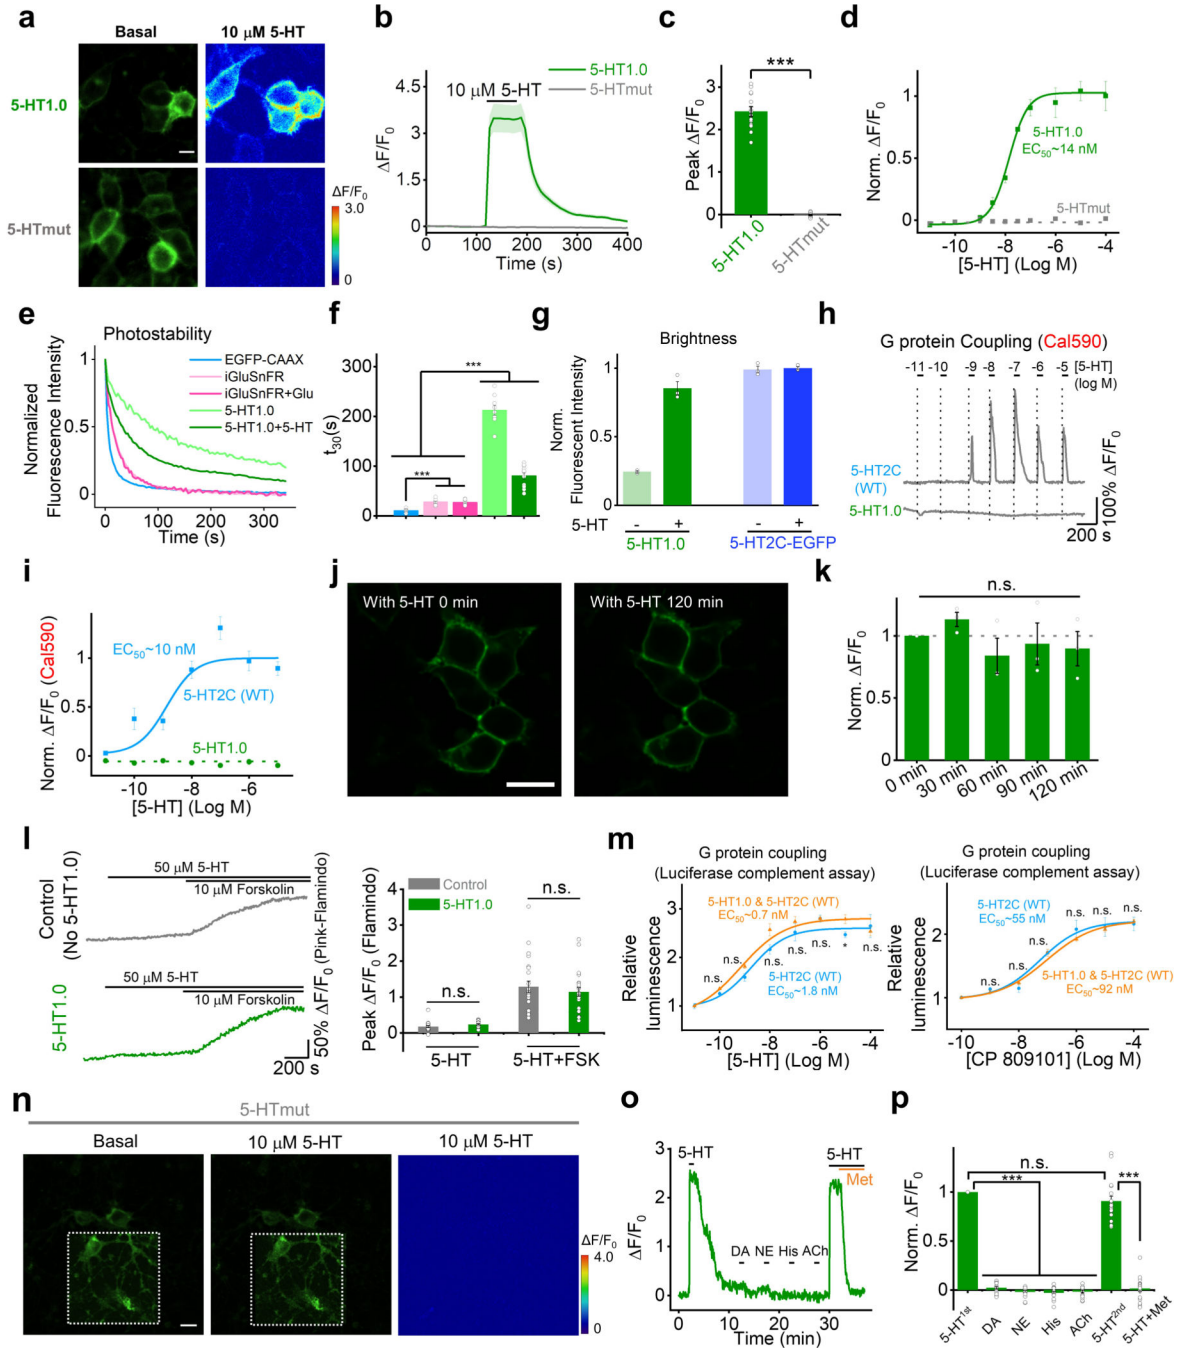 a
Basal
10 μM 5-HT
5-HT1.0
5-HTmut
ΔF/F0
3.0
0
b
4.5
3
1.5
0
ΔF/F0
10 μM 5-HT
5-HT1.0
5-HTmut
0 100 200 300 400
Time (s)
c
***
3
2
1
0
Peak ΔF/F0
5-HT1.0
5-HTmut
d
1
0.5
0
Norm. ΔF/F0
5-HT1.0
EC50~14 nM
5-HTmut
-10 -8 -6 -4
[5-HT] (Log M)
e
Photostability
1
0.5
0
Normalized
Fluorescence Intensity
EGFP-CAAX
iGluSnFR
iGluSnFR+Glu
5-HT1.0
5-HT1.0+5-HT
0 100 200 300
Time (s)
f
300
200
100
0
t30(s)
***
***
g
Brightness
1
0.5
0
Norm.
Fluorescent Intensity
5-HT - + - +
5-HT1.0
5-HT2C-EGFP
h
G protein Coupling (Cal590)
-11 -10 -9 -8 -7 -6 -5 [5-HT]
(log M)
5-HT2C
(WT)
5-HT1.0
100% ΔF/F0
200 s
i
1
0.5
0
Norm. ΔF/F0 (Cal590)
EC50~10 nM
5-HT2C (WT)
5-HT1.0
-10 -8 -6
[5-HT] (Log M)
j
With 5-HT 0 min
With 5-HT 120 min
k
n.s.
1
0.5
0
Norm. ΔF/F0
0 min
30 min
60 min
90 min
120 min
l
Control
(No 5-HT1.0)
50 μM 5-HT
10 μM Forskolin
5-HT1.0
50 μM 5-HT
10 μM Forskolin
50% ΔF/F0 (Pink-Flamindo)
200 s
4
3
2
1
0
Peak ΔF/F0 (Flamindo)
Control
5-HT1.0
n.s.
n.s.
5-HT
5-HT+FSK
m
G protein coupling
(Luciferase complement assay)
3
2
1
Relative
luminescence
5-HT1.0 & 5-HT2C (WT)
EC50~0.7 nM
n.s.
n.s.
n.s.
n.s.
n.s.
*
n.s.
5-HT2C (WT)
EC50~1.8 nM
-10 -8 -6 -4
[5-HT] (Log M)
G protein coupling
(Luciferase complement assay)
2
1
Relative
luminescence
5-HT2C (WT)
EC50~55 nM
n.s.
n.s.
n.s.
n.s.
n.s.
n.s.
5-HT1.0 & 5-HT2C (WT)
EC50~92 nM
-10 -8 -6 -4
[CP 809101] (Log M)
n
5-HTmut
Basal
10 μM 5-HT
10 μM 5-HT
ΔF/F0
4.0
0
o
3
2
1
0
ΔF/F0
5-HT
DA NE His ACh
5-HT
Met
0 10 20 30
Time (min)
p
n.s.
***
***
1
0.5
0
Norm. ΔF/F0
5-HT1st
DA
NE
His
ACh
5-HT2nd
5-HT+Met